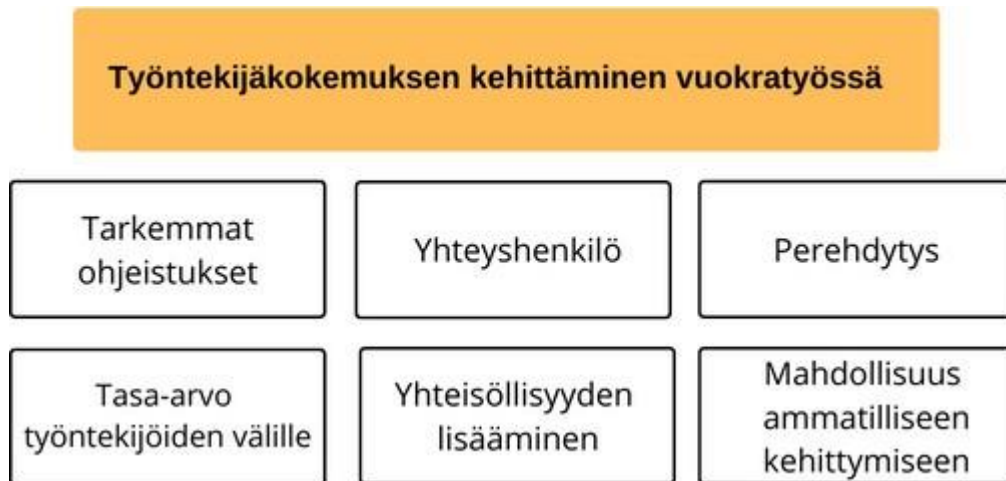 Työntekijäkokemuksen kehittäminen vuokratyössä
Tarkemmat
ohjeistukset
Yhteyshenkilö
Perehdytys
Tasa-arvo
työntekijöiden välille
Yhteisöllisyyden
lisääminen
Mahdollisuus
ammatilliseen
kehittymiseen